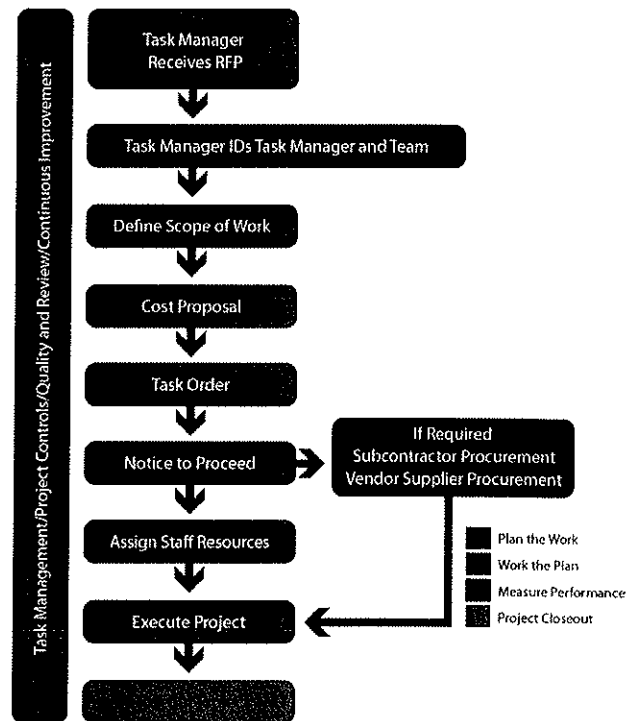 Task Management/Project Controls/Quality and Review/Continuous Improvement
Task Manager
Receives RFP
Task Manager IDs Task Manager and Team
Define Scope of Work
Cost Proposal
Task Order
Notice to Proceed
If Required
Subcontractor Procurement
Vendor Supplier Procurement
Assign Staff Resources
Execute Project
Plan the Work
Work the Plan
Measure Performance
Project Closeout